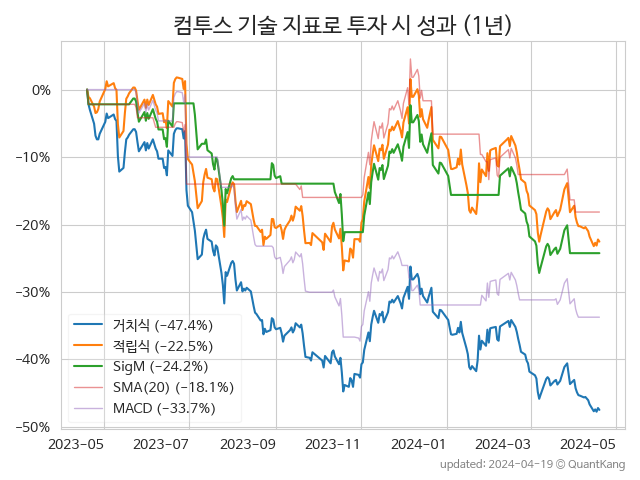 컴투스 기술 지표로 투자 시 성과 (1년)
0%
−10%
−20%
−30%
−40%
−50%
거치식 (−47.4%)
적립식 (−22.5%)
SigM (−24.2%)
SMA(20) (−18.1%)
MACD (−33.7%)
2023−05 2023−07 2023−09 2023−11 2024−01 2024−03 2024−05
updated: 2024−04−19 © QuantKang